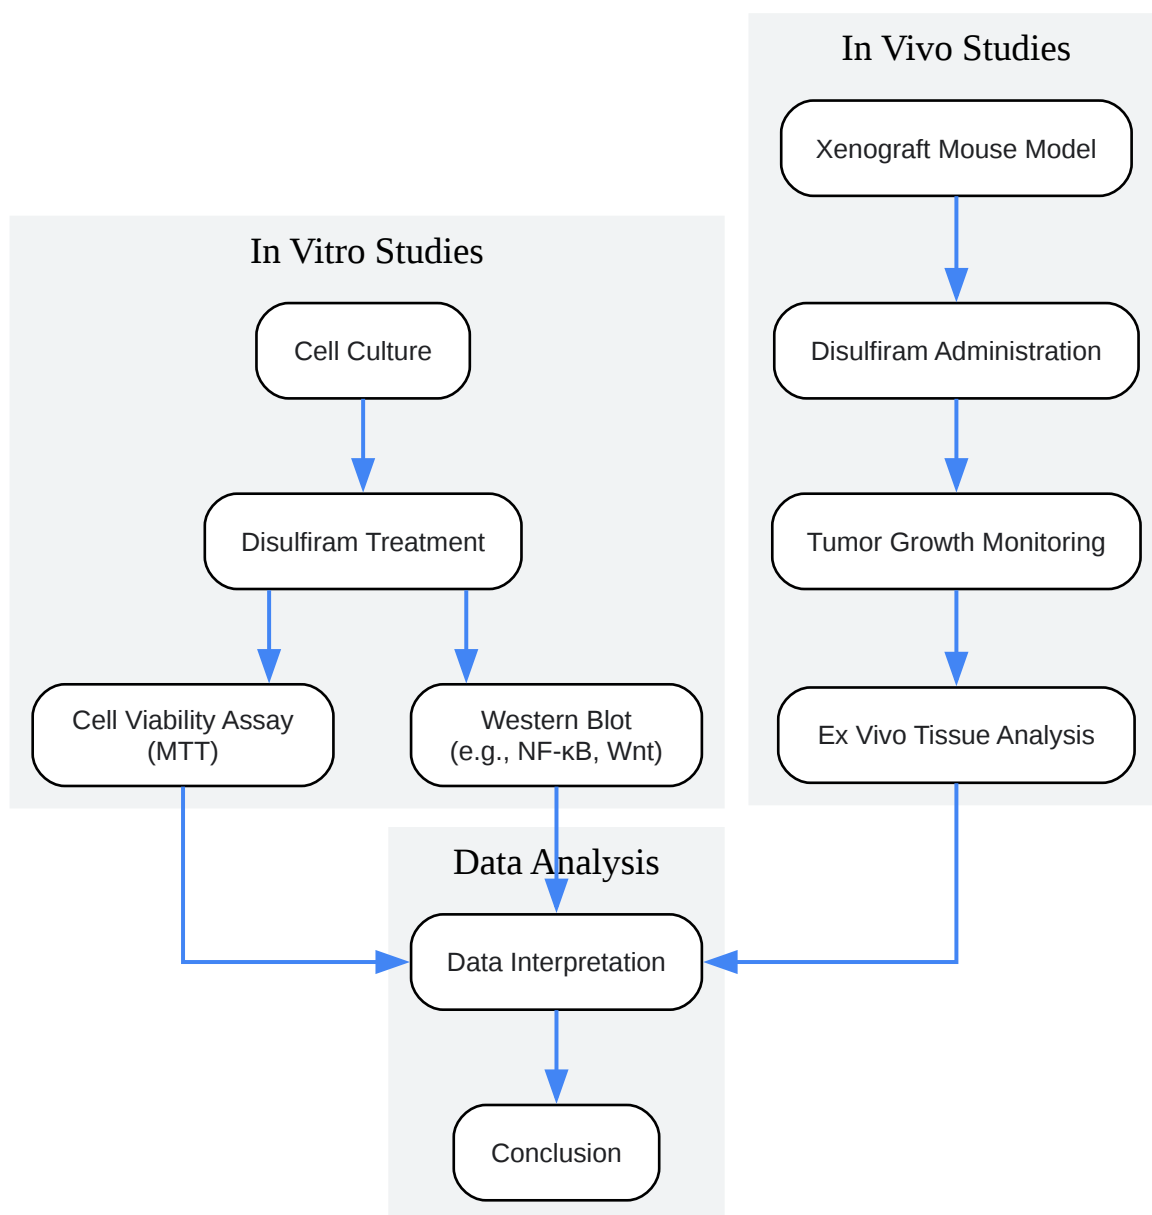 In Vivo Studies
Xenograft Mouse Model
Disulfiram Administration
Tumor Growth Monitoring
Ex Vivo Tissue Analysis
In Vitro Studies
Cell Culture
Disulfiram Treatment
Cell Viability Assay
(MTT)
Western Blot
(e.g., NF-κB, Wnt)
Data Analysis
Data Interpretation
Conclusion